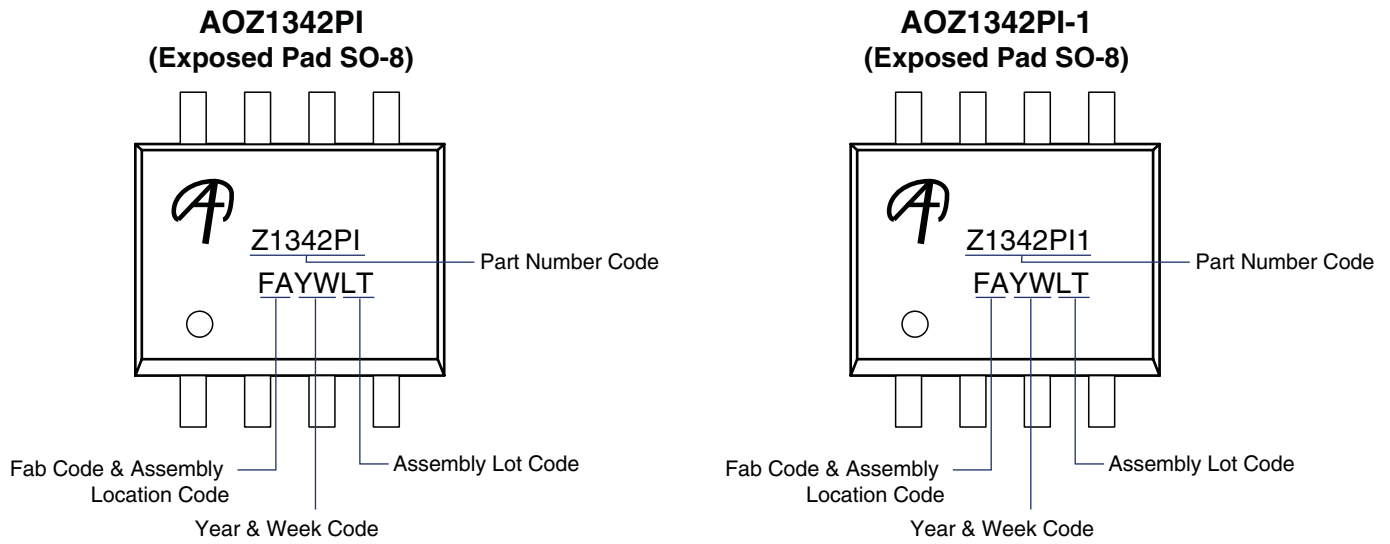 AOZ1342PI
(Exposed Pad SO-8)
Z1342PI
Part Number Code
FAYWLT
Fab Code & Assembly
Location Code
Assembly Lot Code
Year & Week Code
AOZ1342PI-1
(Exposed Pad SO-8)
Z1342PI1
Part Number Code
FAYWLT
Fab Code & Assembly
Location Code
Assembly Lot Code
Year & Week Code